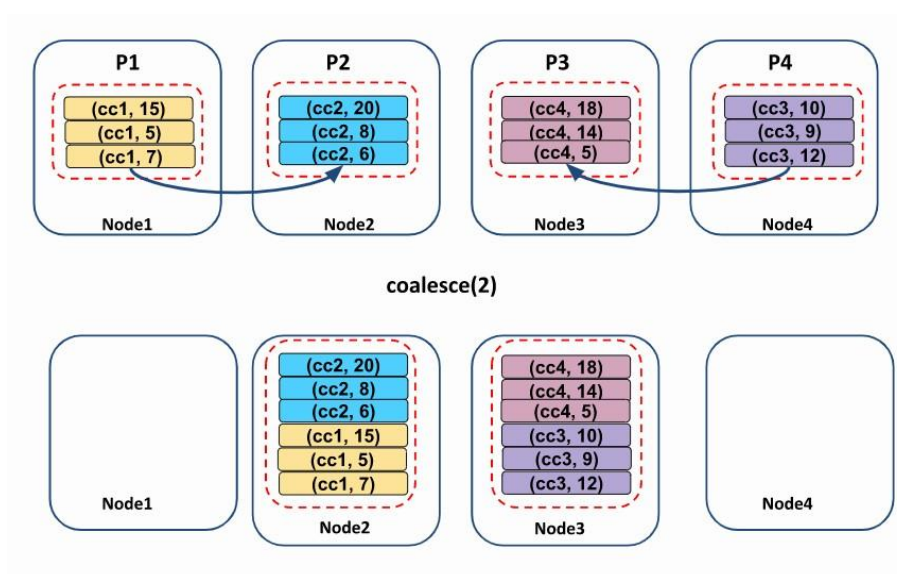 P1 P2 P3 P4
(cc1, 15) (cc2, 20) (cc4, 18) (cc3, 10)
(cc1, 5) (cc2, 8) (cc4, 14) (cc3, 9)
(cc1, 7) (cc2, 6) (cc4, 5) (cc3, 12)
Node1 Node2 Node3 Node4
coalesce(2)
(cc2, 20) (cc4, 18)
(cc2, 8) (cc4, 14)
(cc2, 6) (cc4, 5)
(cc1, 15) (cc3, 10)
(cc1, 5) (cc3, 9)
(cc1, 7) (cc3, 12)
Node1 Node2 Node3 Node4